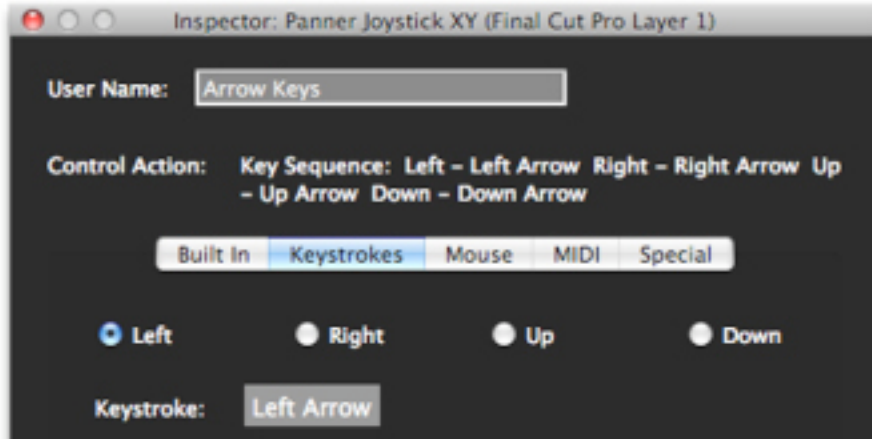 Inspector: Panner Joystick XY (Final Cut Pro Layer 1)
User Name: Arrow Keys
Control Action: Key Sequence: Left – Left Arrow Right – Right Arrow Up
– Up Arrow Down – Down Arrow
Built In Keystrokes Mouse MIDI Special
Left Right Up Down
Keystroke: Left Arrow